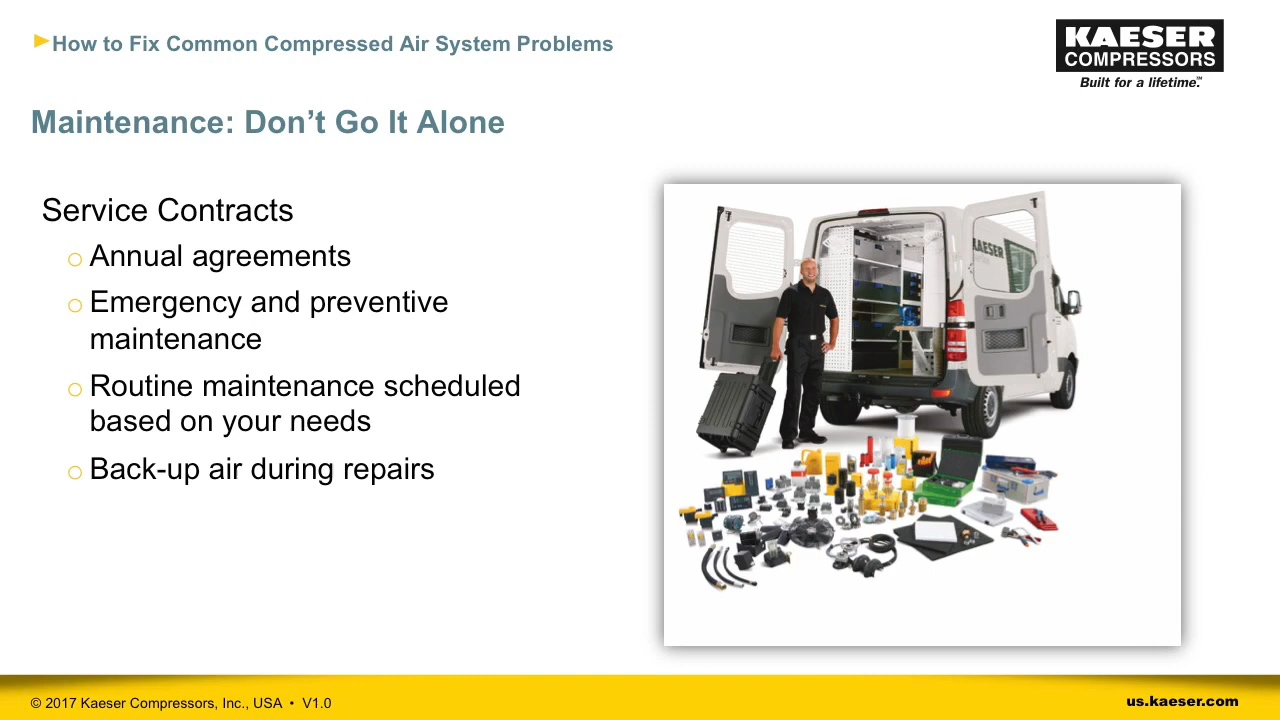 How to Fix Common Compressed Air System Problems
KAESER
COMPRESSORS
Built for a lifetime.™
Maintenance: Don’t Go It Alone
Service Contracts
Annual agreements
Emergency and preventive
maintenance
Routine maintenance scheduled
based on your needs
Back-up air during repairs
KAESER
© 2017 Kaeser Compressors, Inc., USA • V1.0
us.kaeser.com